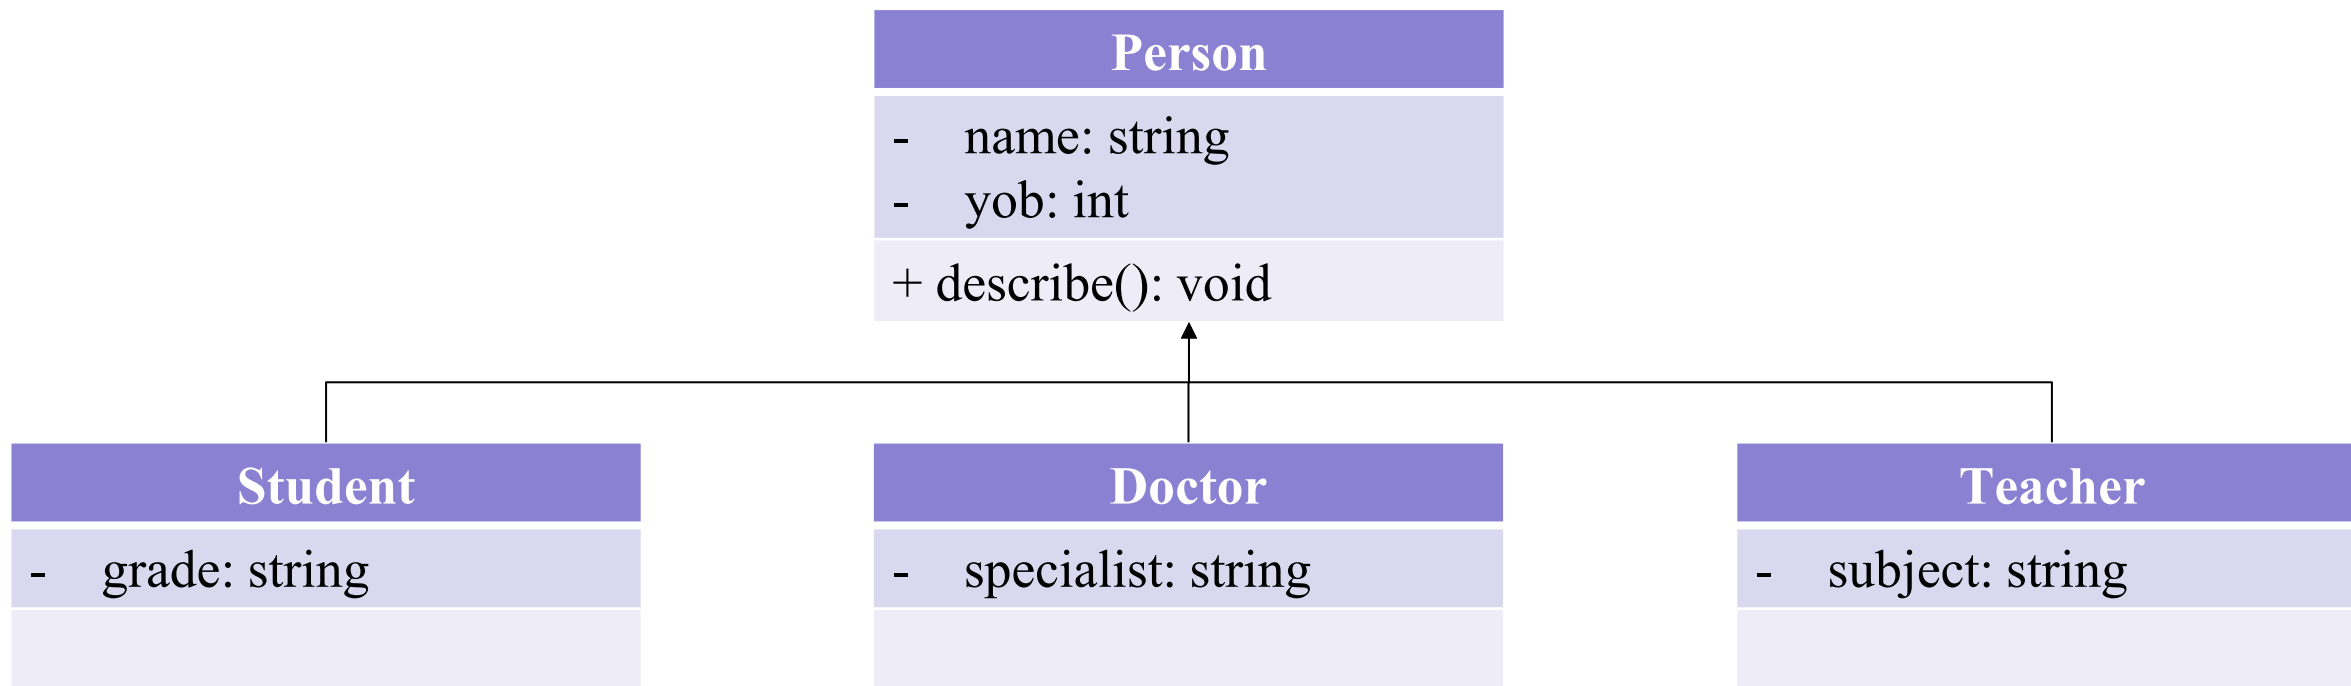 Person
- name: string
- yob: int
+ describe(): void
Student
- grade: string
Doctor
- specialist: string
Teacher
- subject: string